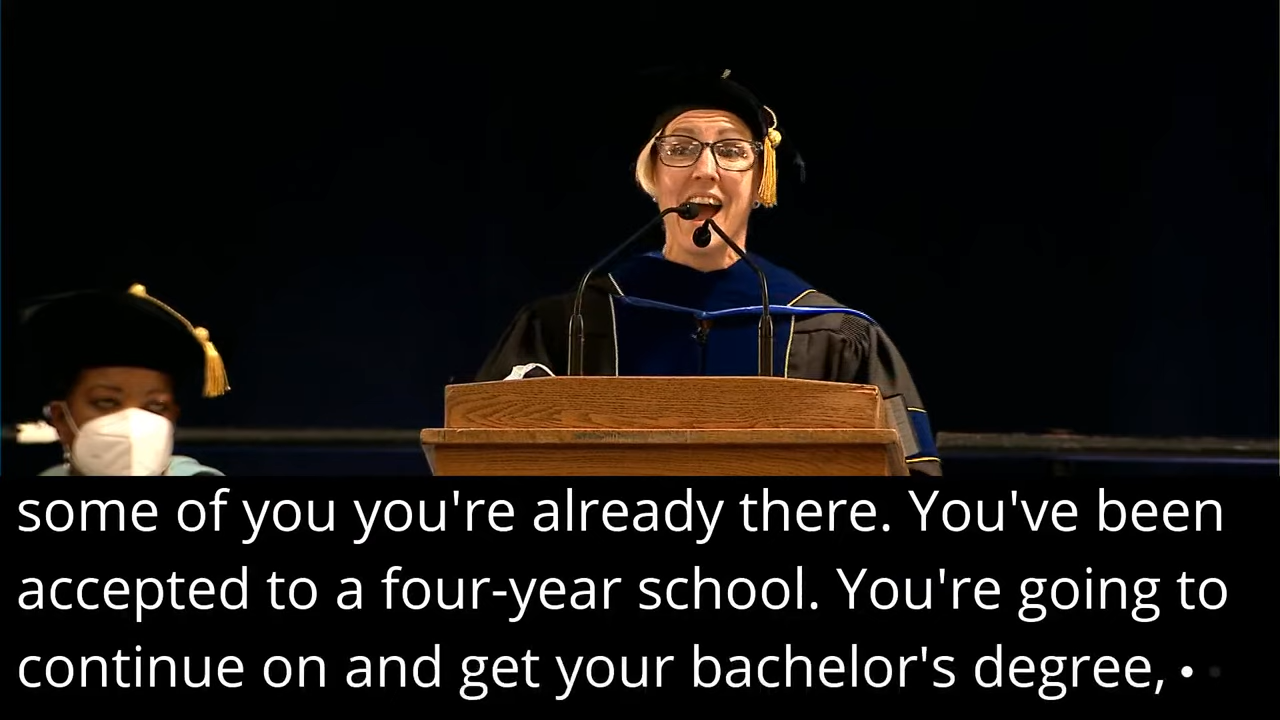 some of you you're already there. You've been
accepted to a four-year school. You're going to
continue on and get your bachelor's degree, •